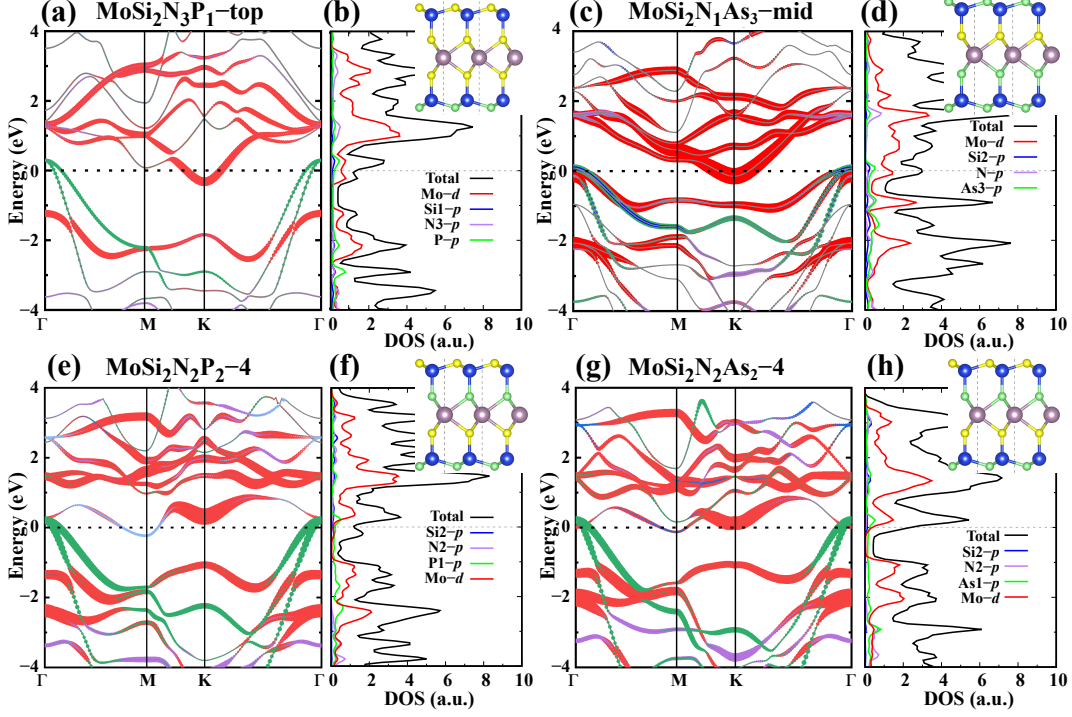 (a) MoSi₂N₃P₁−top (b)
Energy (eV)
4
2
0
−2
−4
Γ M K Γ
Total
Mo−d
Si1−p
N3−p
P−p
0 2 4 6 8 10
DOS (a.u.)
(c) MoSi₂N₁As₃−mid (d)
Energy (eV)
4
2
0
−2
−4
Γ M K Γ
Total
Mo−d
Si2−p
N−p
As3−p
0 2 4 6 8 10
DOS (a.u.)
(e) MoSi₂N₂P₂−4 (f)
Energy (eV)
4
2
0
−2
−4
Γ M K Γ
Total
Si2−p
N2−p
P1−p
Mo−d
0 2 4 6 8 10
DOS (a.u.)
(g) MoSi₂N₂As₂−4 (h)
Energy (eV)
4
2
0
−2
−4
Γ M K Γ
Total
Si2−p
N2−p
As1−p
Mo−d
0 2 4 6 8 10
DOS (a.u.)